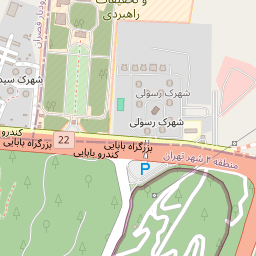 و تحقیقات
راهبردی
شهرک سید
شهرک رسولی
شهرک رسولی
22
کندرو بابایی
بزرگراه بابایی
بزرگراه بابایی
کندرو بابایی
منطقه ۴ شهر تهران
P